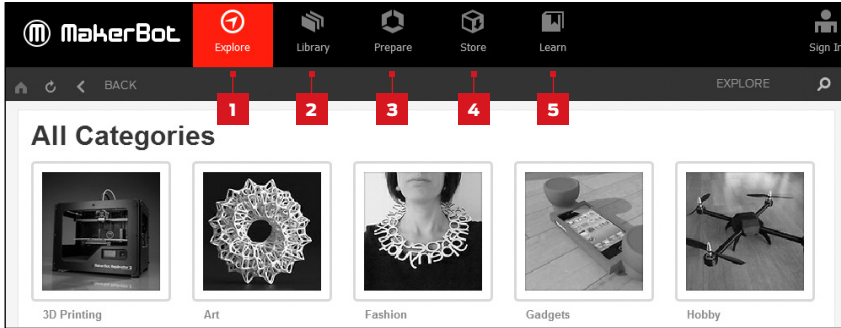 MakerBot
Explore
Library
Prepare
Store
Learn
Sign In
BACK
EXPLORE
1
2
3
4
5
All Categories
3D Printing
Art
Fashion
Gadgets
Hobby